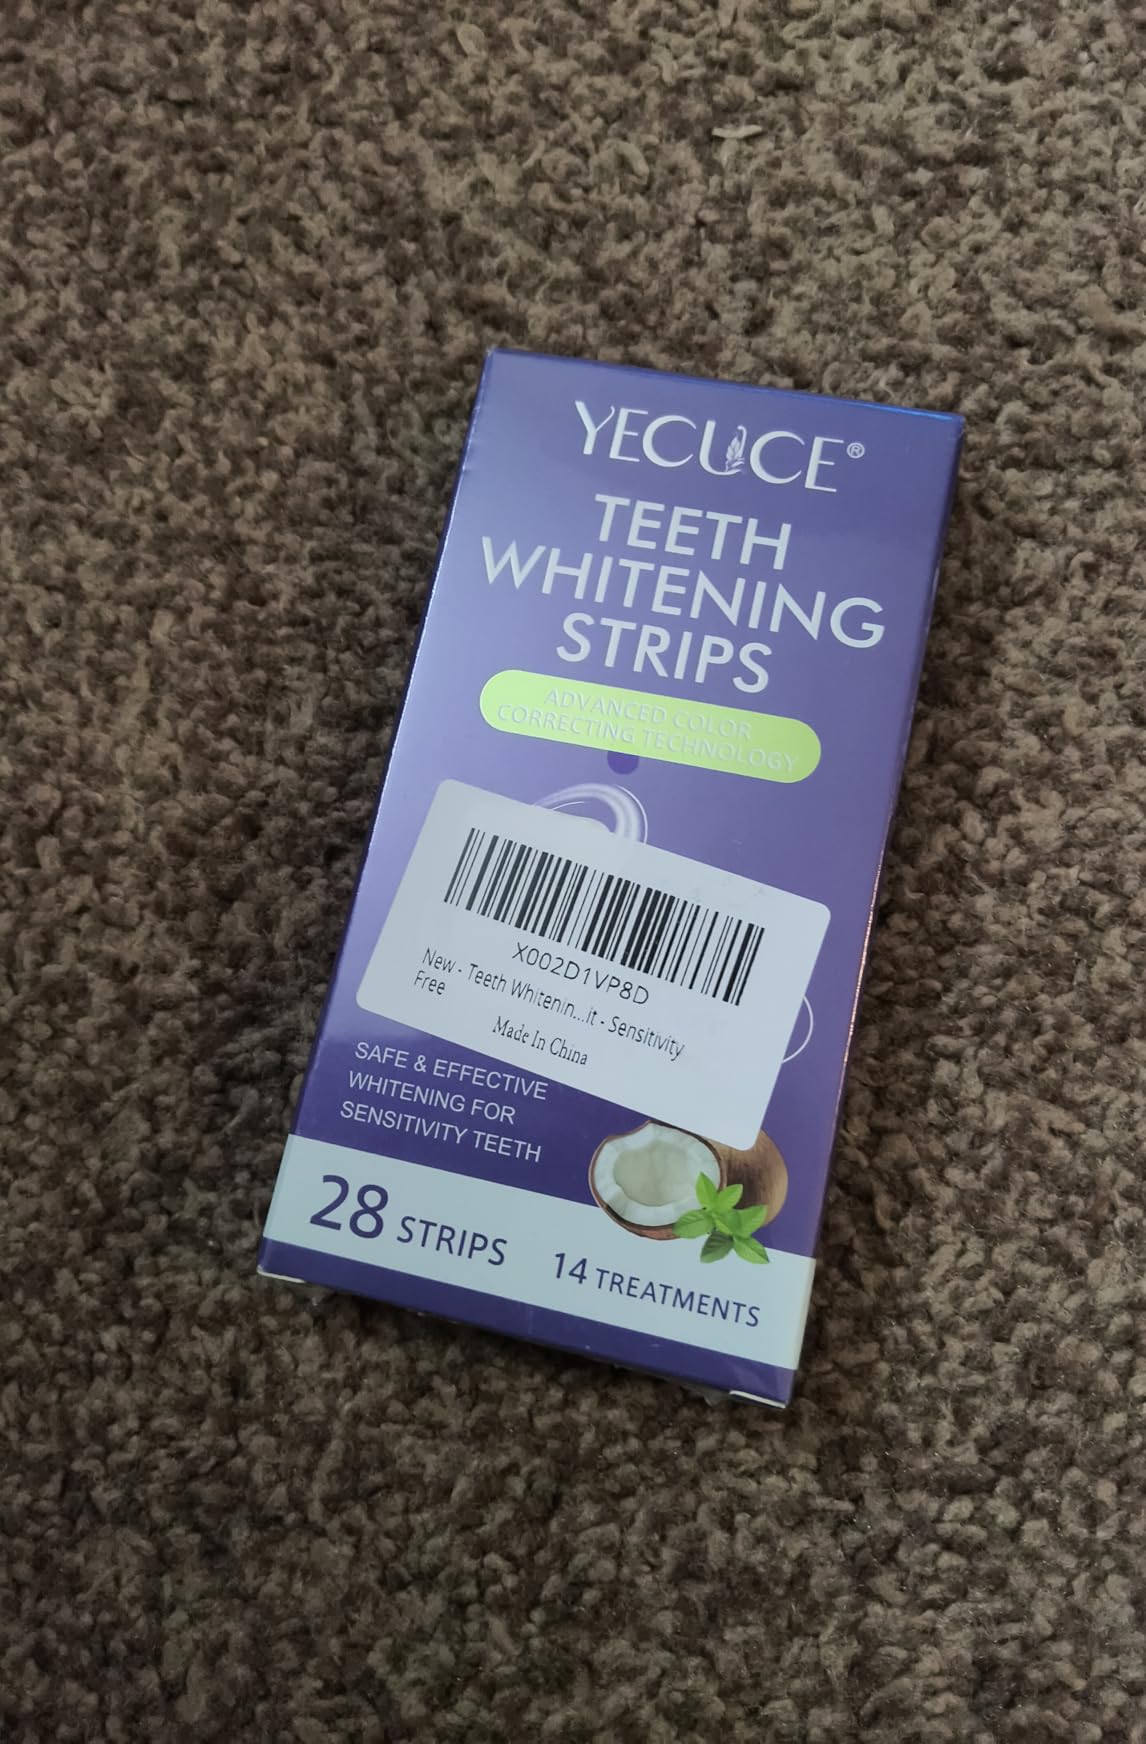 YECUCE®
TEETH
WHITENING
STRIPS
ADVANCED COLOR
CORRECTING TECHNOLOGY
X002D1VP8D
New - Teeth Whitenin...it - Sensitivity
Free
Made In China
SAFE & EFFECTIVE
WHITENING FOR
SENSITIVITY TEETH
28 STRIPS
14 TREATMENTS